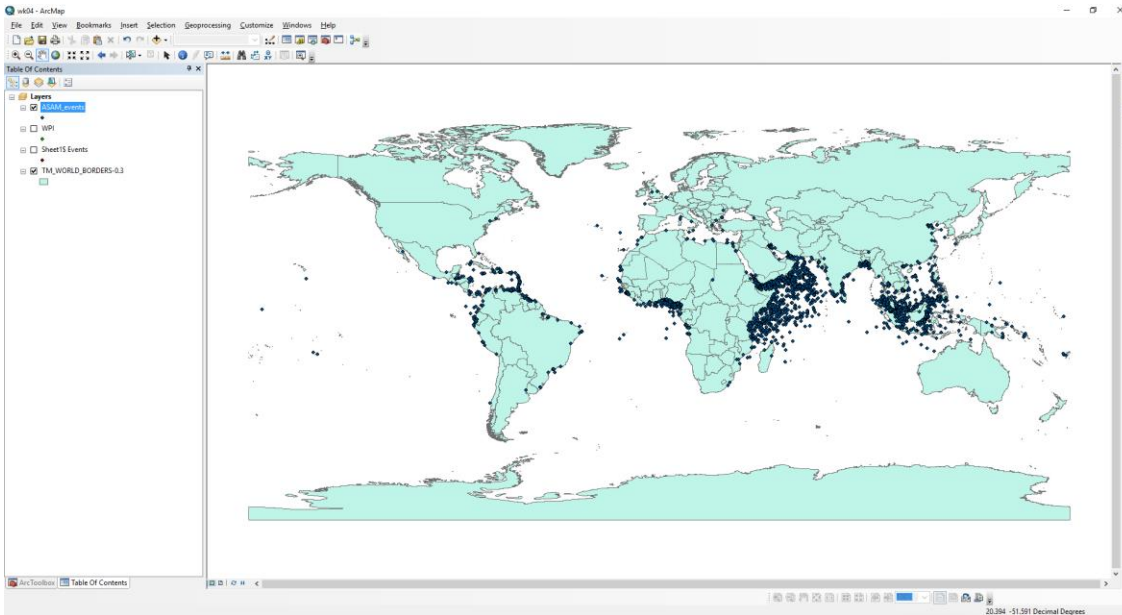 wk04 - ArcMap
File Edit View Bookmarks Insert Selection Geoprocessing Customize Windows Help
Table Of Contents
Layers
ASAM_events
WPI
Sheet1$ Events
TM_WORLD_BORDERS-0.3
ArcToolbox Table Of Contents
20.394 -51.591 Decimal Degrees